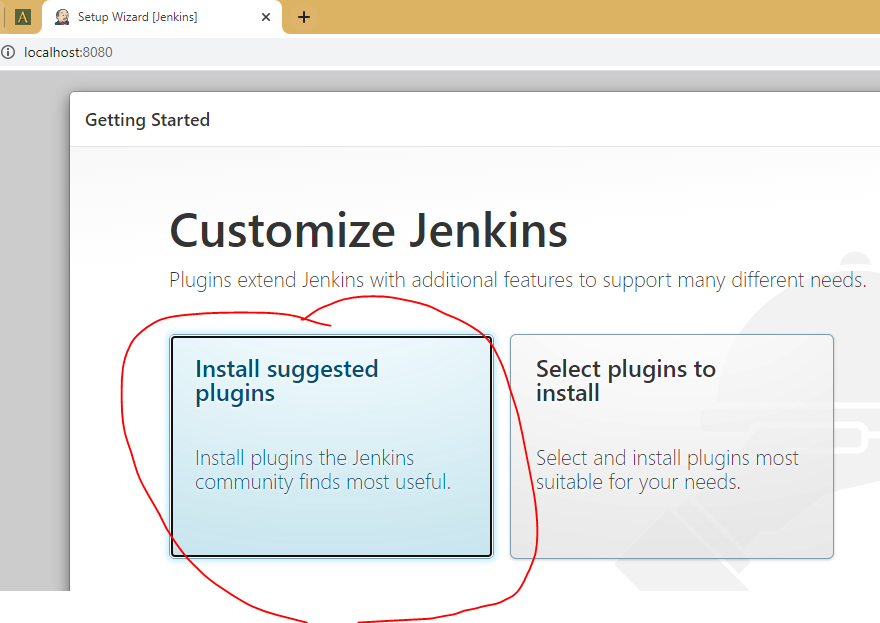 Setup Wizard [Jenkins]
localhost:8080
Getting Started
Customize Jenkins
Plugins extend Jenkins with additional features to support many different needs.
Install suggested
plugins
Install plugins the Jenkins
community finds most useful.
Select plugins to
install
Select and install plugins most
suitable for your needs.